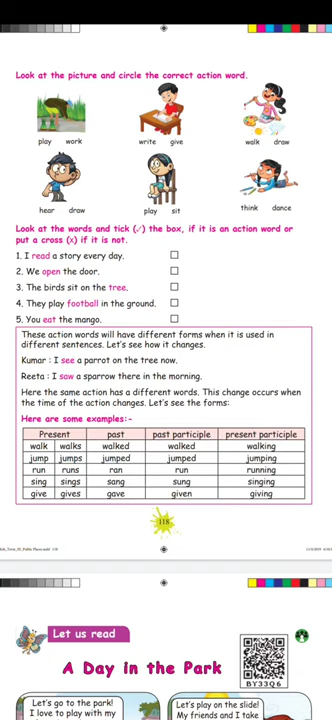 Look at the picture and circle the correct action word.
play work
write give
walk draw
hear draw
play sit
think dance
Look at the words and tick (✓) the box, if it is an action word or
put a cross (x) if it is not.
1. I read a story every day.
2. We open the door.
3. The birds sit on the tree.
4. They play football in the ground.
5. You eat the mango.
These action words will have different forms when it is used in
different sentences. Let's see how it changes.
Kumar : I see a parrot on the tree now.
Reeta : I saw a sparrow there in the morning.
Here the same action has a different words. This change occurs when
the time of the action changes. Let's see the forms:
Here are some examples:-
Present past past participle present participle
walk walks walked walked walking
jump jumps jumped jumped jumping
run runs ran run running
sing sings sang sung singing
give gives gave given giving
118
Let us read
BY33Q6
A Day in the Park
Let's go to the park!
I love to play with my
Let's play on the slide!
My friends and I take